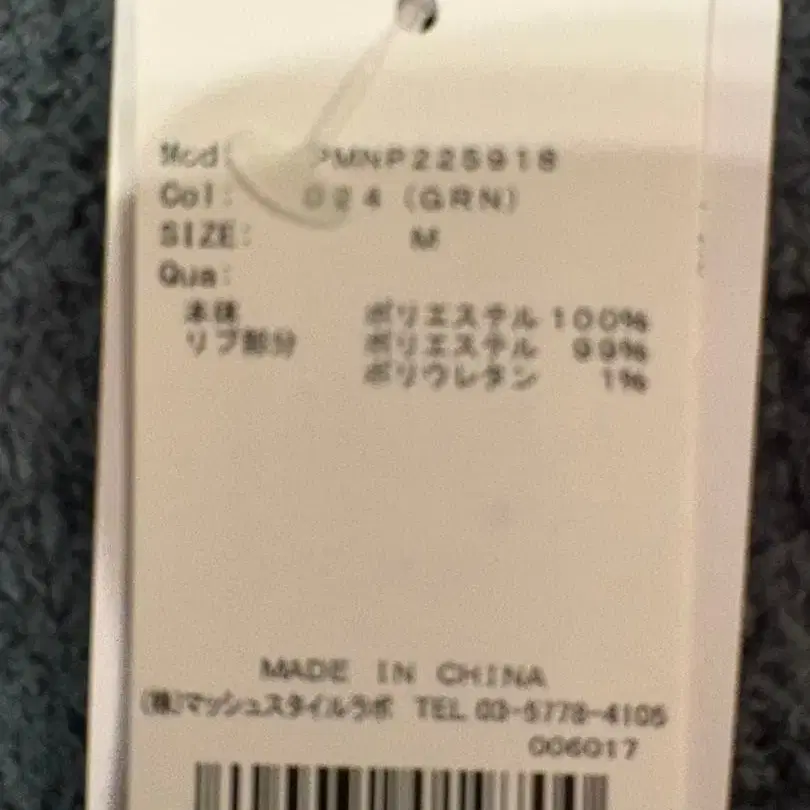 Mod: PMNP225918
Col: 024 (GRN)
SIZE: M
Qua:
本体 ポリエステル 100%
リブ部分 ポリエステル 99%
ポリウレタン 1%
MADE IN CHINA
(株)マッシュスタイルラボ TEL 03-5778-4105
006017